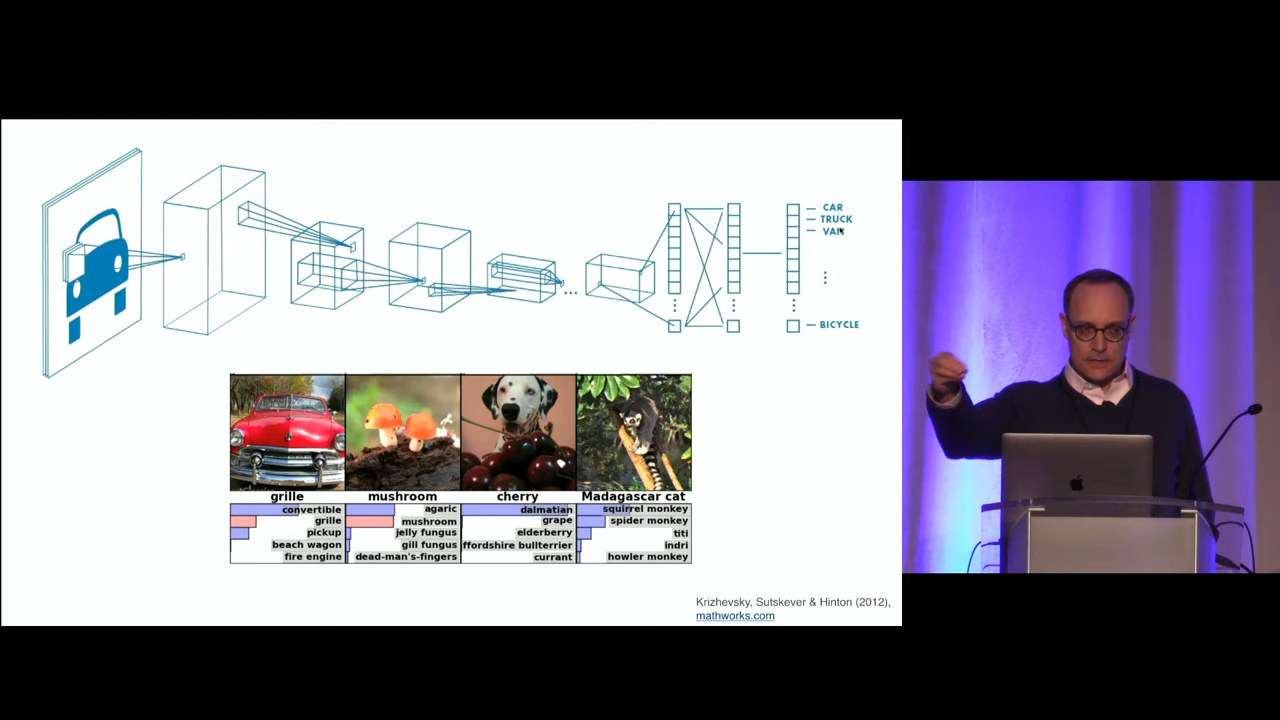 CAR
TRUCK
VAN
BICYCLE
grille
convertible
grille
pickup
beach wagon
fire engine
mushroom
agaric
mushroom
jelly fungus
gill fungus
dead-man's-fingers
cherry
dalmatian
grape
elderberry
ffordshire bullterrier
currant
Madagascar cat
squirrel monkey
spider monkey
titi
indri
howler monkey
Krizhevsky, Sutskever & Hinton (2012),
mathworks.com